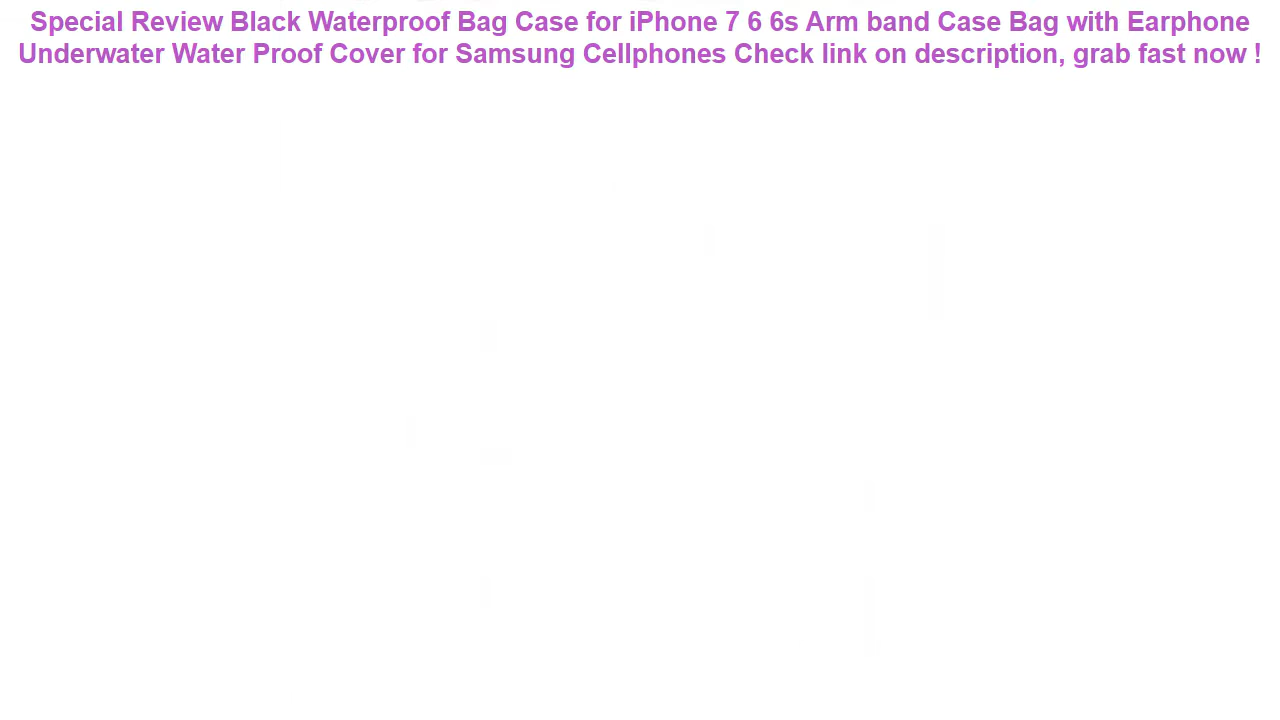 Special Review Black Waterproof Bag Case for iPhone 7 6 6s Arm band Case Bag with Earphone
Underwater Water Proof Cover for Samsung Cellphones Check link on description, grab fast now !